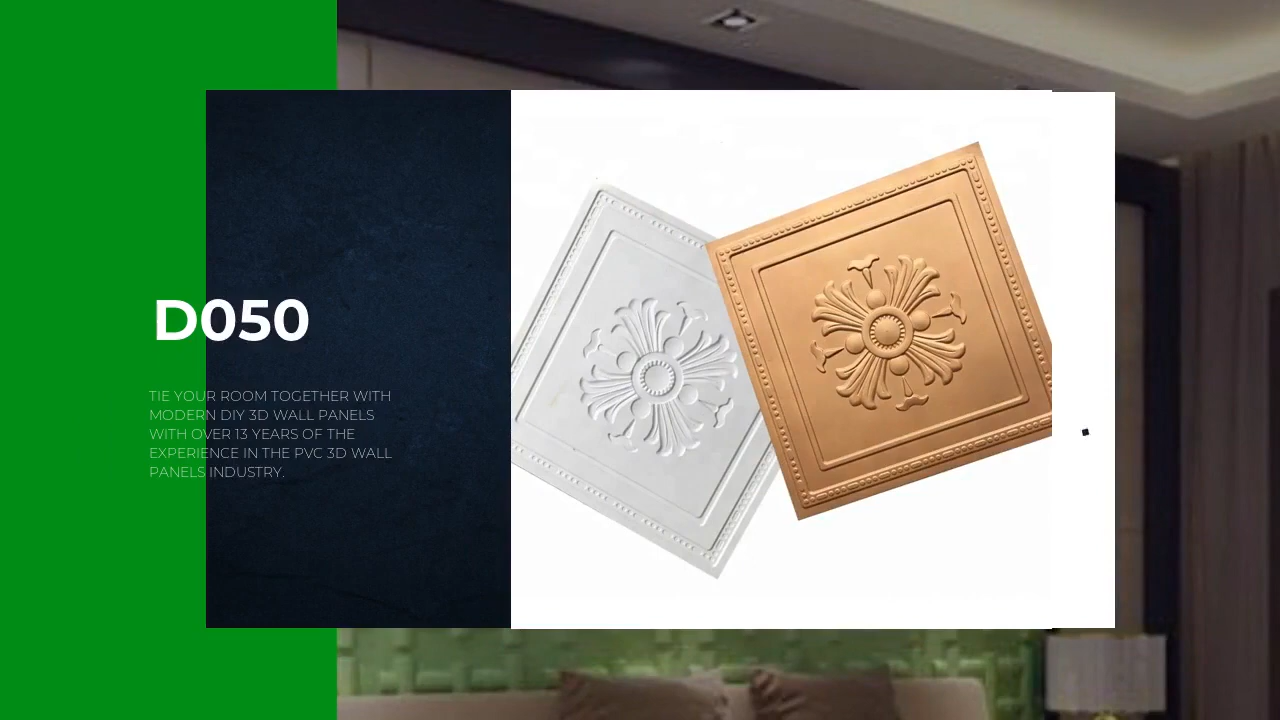 D050
TIE YOUR ROOM TOGETHER WITH
MODERN DIY 3D WALL PANELS
WITH OVER 13 YEARS OF THE
EXPERIENCE IN THE PVC 3D WALL
PANELS INDUSTRY.